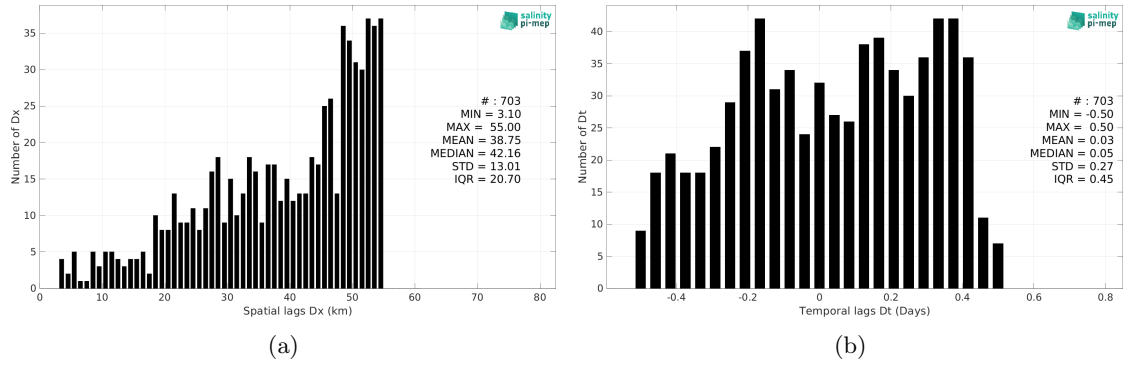 salinity
pi-mep
35
30
25
20
15
10
5
0
Number of Dx
# : 703
MIN = 3.10
MAX = 55.00
MEAN = 38.75
MEDIAN = 42.16
STD = 13.01
IQR = 20.70
0 10 20 30 40 50 60 70 80
Spatial lags Dx (km)
(a)
salinity
pi-mep
40
35
30
25
20
15
10
5
0
Number of Dt
# : 703
MIN = -0.50
MAX = 0.50
MEAN = 0.03
MEDIAN = 0.05
STD = 0.27
IQR = 0.45
-0.4 -0.2 0 0.2 0.4 0.6 0.8
Temporal lags Dt (Days)
(b)